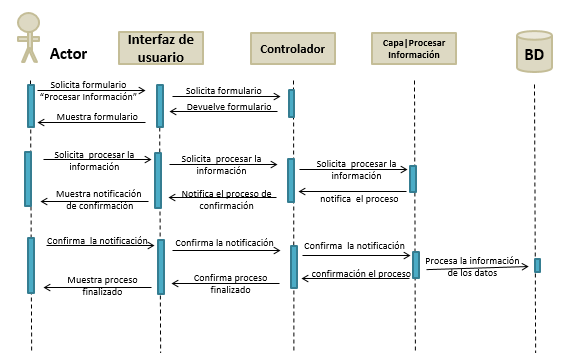 Actor
Interfaz de
usuario
Controlador
Capa|Procesar
Información
BD
Solicita formulario
"Procesar Información"
Solicita formulario
Devuelve formulario
Muestra formulario
Solicita procesar la
información
Solicita procesar la
información
Solicita procesar la
información
Muestra notificación
de confirmación
Notifica el proceso de
confirmación
notifica el proceso
Confirma la notificación
Confirma la notificación
Confirma la notificación
Procesa la información
de los datos
Muestra proceso
finalizado
Confirma proceso
finalizado
confirmación el proceso